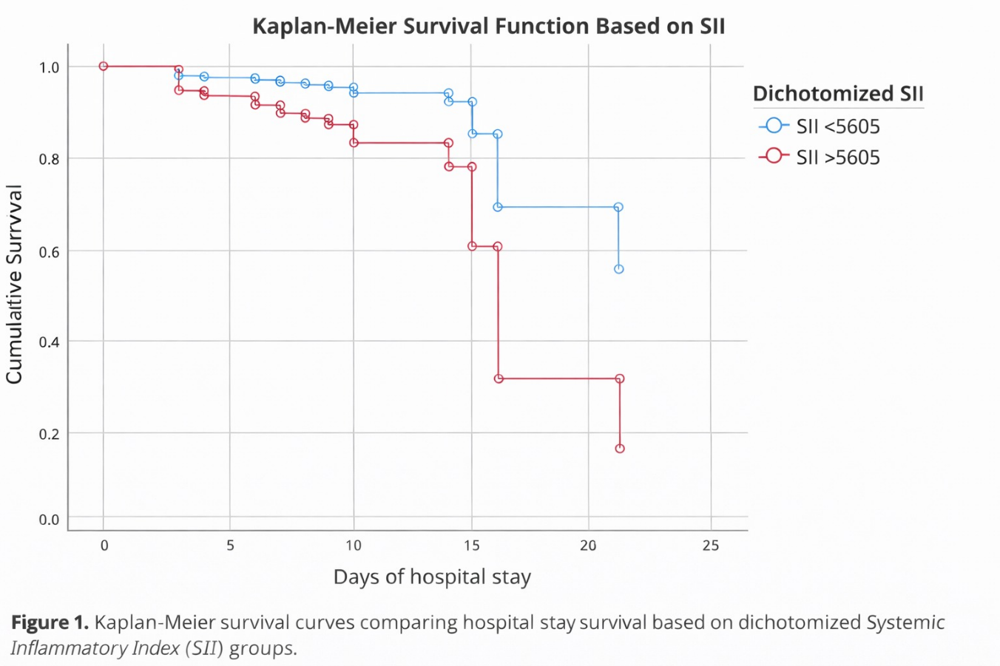 Kaplan-Meier Survival Function Based on SII
1.0
0.8
0.6
0.4
0.2
0.0
Cumulaitive Surrvval
0 5 10 15 20 25
Days of hospital stay
Dichotomized SII
SII <5605
SII >5605
Figure 1. Kaplan-Meier survival curves comparing hospital stay survival based on dichotomized Systemic
Inflammatory Index (SII) groups.